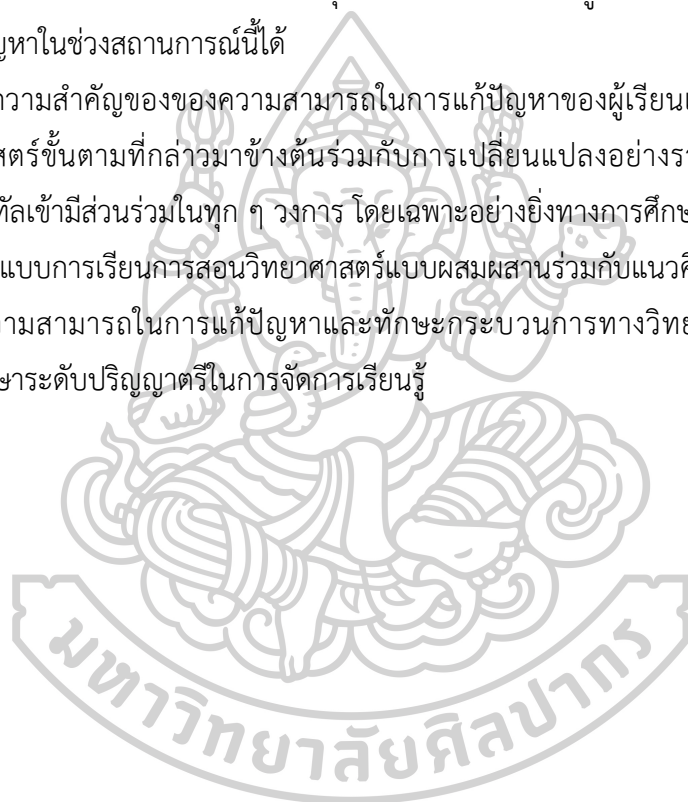 ญหาในช่วงสถานการณ์นี้ได้
ความสำคัญของของความสามารถในการแก้ปัญหาของผู้เรียนแ
สตร์ขั้นตามที่กล่าวมาข้างต้นร่วมกับการเปลี่ยนแปลงอย่างรว
ทัลเข้ามีส่วนร่วมในทุก ๆ วงการ โดยเฉพาะอย่างยิ่งทางการศึกษ
แบบการเรียนการสอนวิทยาศาสตร์แบบผสมผสานร่วมกับแนวคิ
วามสามารถในการแก้ปัญหาและทักษะกระบวนการทางวิทย
ษาระดับปริญญาตรีในการจัดการเรียนรู้
มหาวิทยาลัยศิลปากร